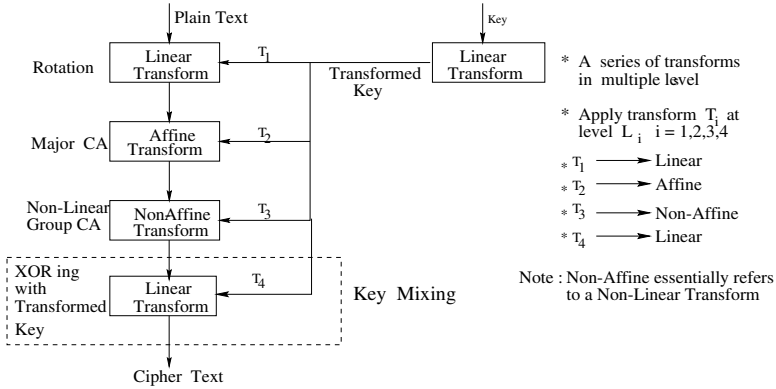 Plain Text
Key
Rotation
Linear
Transform
T1
Transformed
Key
Linear
Transform
Major CA
Affine
Transform
T2
Non-Linear
Group CA
NonAffine
Transform
T3
XOR ing
with
Transformed
Key
Linear
Transform
T4
Key Mixing
Cipher Text
* A series of transforms
in multiple level
* Apply transform Ti at
level Li i = 1,2,3,4
* T1 Linear
* T2 Affine
* T3 Non-Affine
* T4 Linear
Note : Non-Affine essentially refers
to a Non-Linear Transform